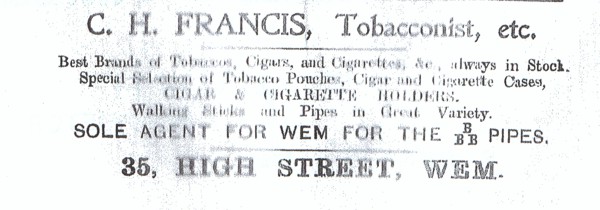 C. H. FRANCIS, Tobacconist, etc.
Best Brands of Tobaccos, Cigars, and Cigarettes, &c., always in Stock.
Special Selection of Tobacco Pouches, Cigar and Cigarette Cases,
CIGAR & CIGARETTE HOLDERS.
Walking Sticks and Pipes in Great Variety.
SOLE AGENT FOR WEM FOR THE BBB PIPES.
35, HIGH STREET, WEM.